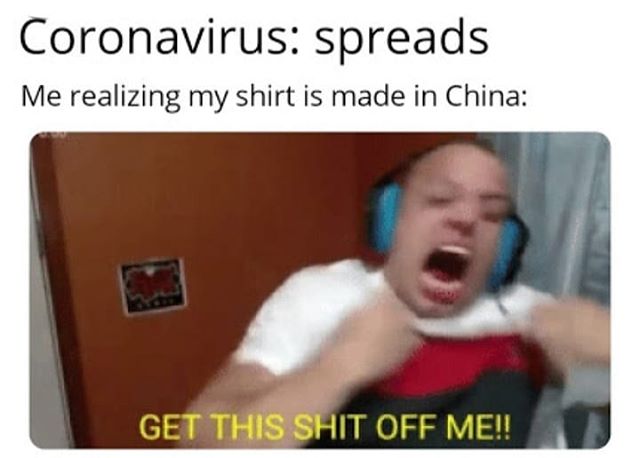 Coronavirus: spreads
Me realizing my shirt is made in China:
GET THIS SHIT OFF ME!!